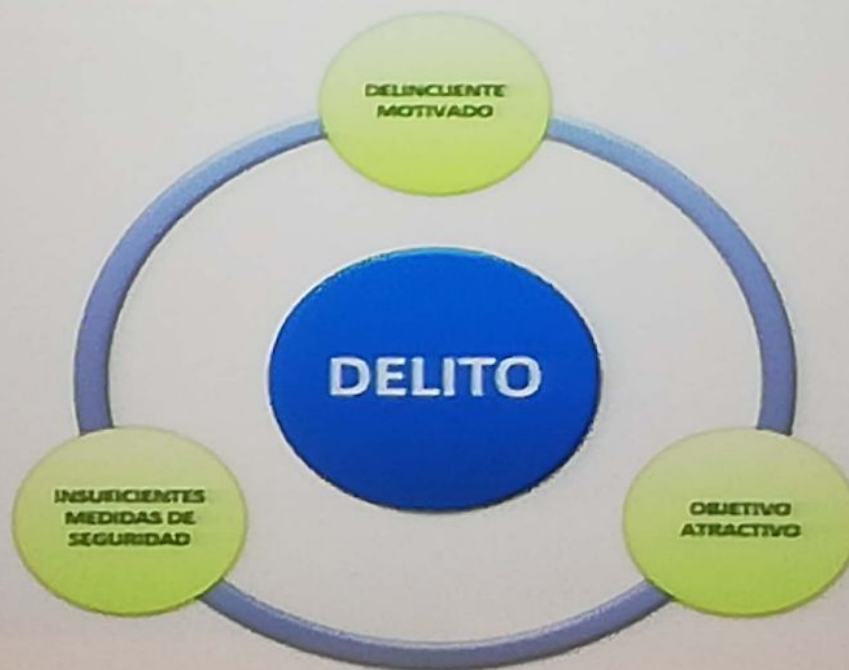 DELINCUENTE
MOTIVADO
DELITO
INSUFICIENTES
MEDIDAS DE
SEGURIDAD
OBJETIVO
ATRACTIVO